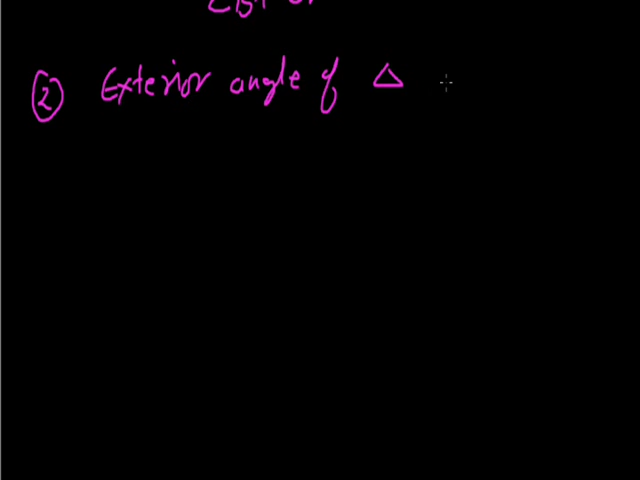 ② Exterior angle of △